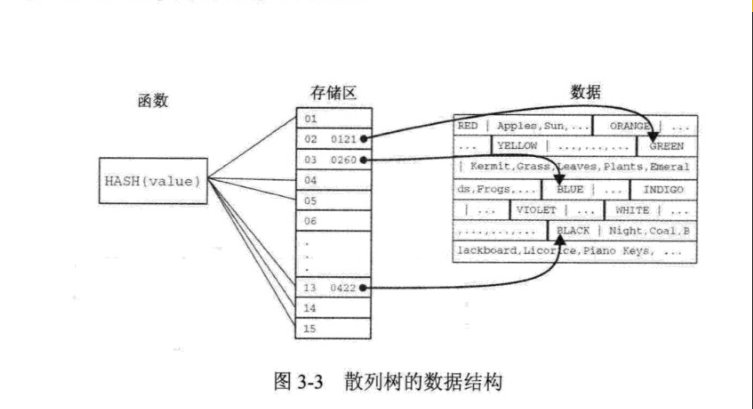 函数
存储区
数据
HASH(value)
01
02 0121
03 0260
04
05
06
.
.
.
13 0422
14
15
RED | Apples,Sun,... ORANGE | ...
... YELLOW | ...,...,... GREEN
| Kermit,Grass,Leaves,Plants,Emeral
ds,Frogs,... BLUE | ... INDIGO
| ... VIOLET | ... WHITE | ...
...,...,... BLACK | Night,Coal,B
lackboard,Licorice,Piano Keys, ...
图 3-3 散列树的数据结构